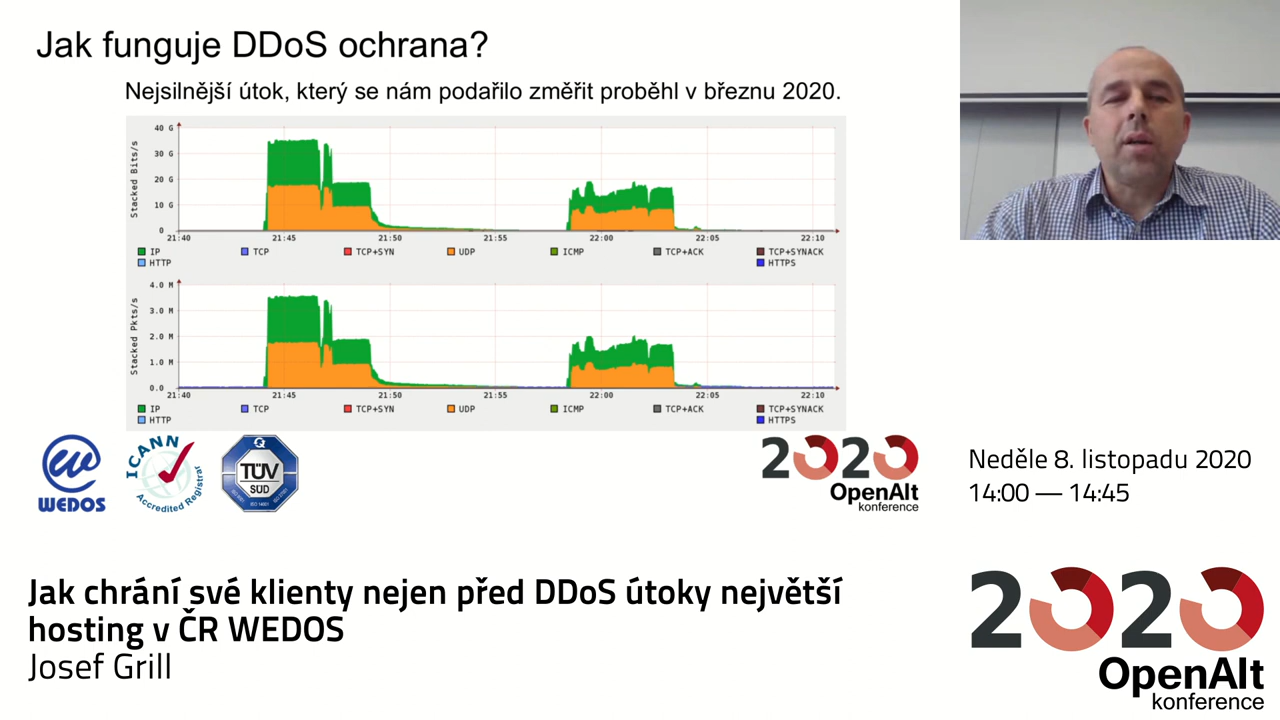 Jak funguje DDoS ochrana?
Nejsilnější útok, který se nám podařilo změřit proběhl v březnu 2020.
Stacked Bits/s
40 G
30 G
20 G
10 G
0
21:40 21:45 21:50 21:55 22:00 22:05 22:10
IP TCP TCP+SYN UDP ICMP TCP+ACK TCP+SYNACK
HTTP HTTPS
Stacked Pkts/s
4.0 M
3.0 M
2.0 M
1.0 M
0.0
21:40 21:45 21:50 21:55 22:00 22:05 22:10
IP TCP TCP+SYN UDP ICMP TCP+ACK TCP+SYNACK
HTTP HTTPS
WEDOS
ICANN
Accredited Registrar
TÜV
SÜD
2020
OpenAlt
konference
Neděle 8. listopadu 2020
14:00 — 14:45
Jak chrání své klienty nejen před DDoS útoky největší
hosting v ČR WEDOS
Josef Grill
2020
OpenAlt
konference